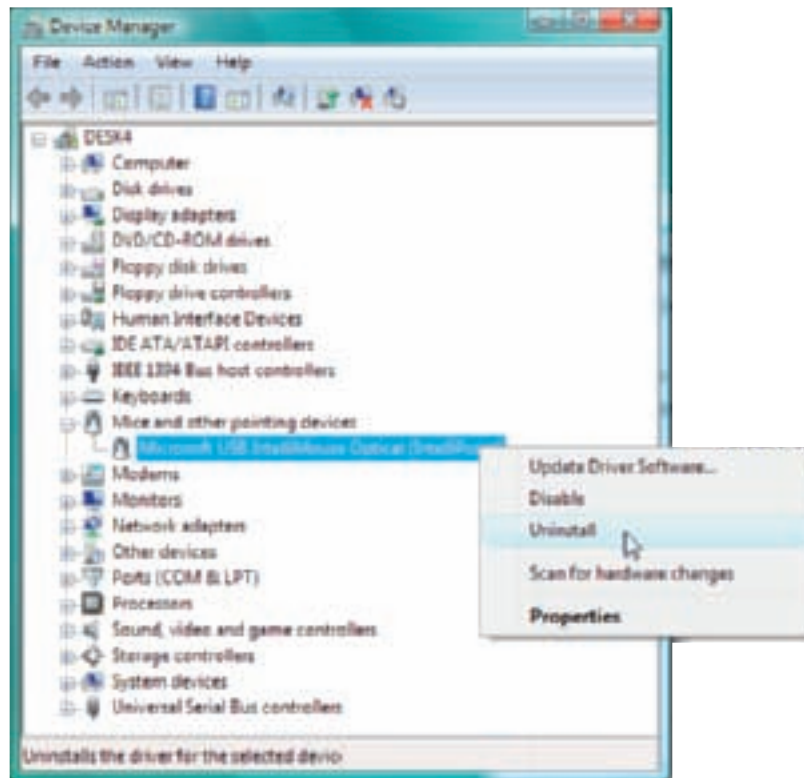 Device Manager
File Action View Help
DESK4
Computer
Disk drives
Display adapters
DVD/CD-ROM drives
Floppy disk drives
Floppy drive controllers
Human Interface Devices
IDE ATA/ATAPI controllers
IEEE 1394 Bus host controllers
Keyboards
Mice and other pointing devices
Microsoft USB IntelliMouse Optical
Modems
Monitors
Network adapters
Other devices
Ports (COM & LPT)
Processors
Sound, video and game controllers
Storage controllers
System devices
Universal Serial Bus controllers
Update Driver Software...
Disable
Uninstall
Scan for hardware changes
Properties
Uninstalls the driver for the selected